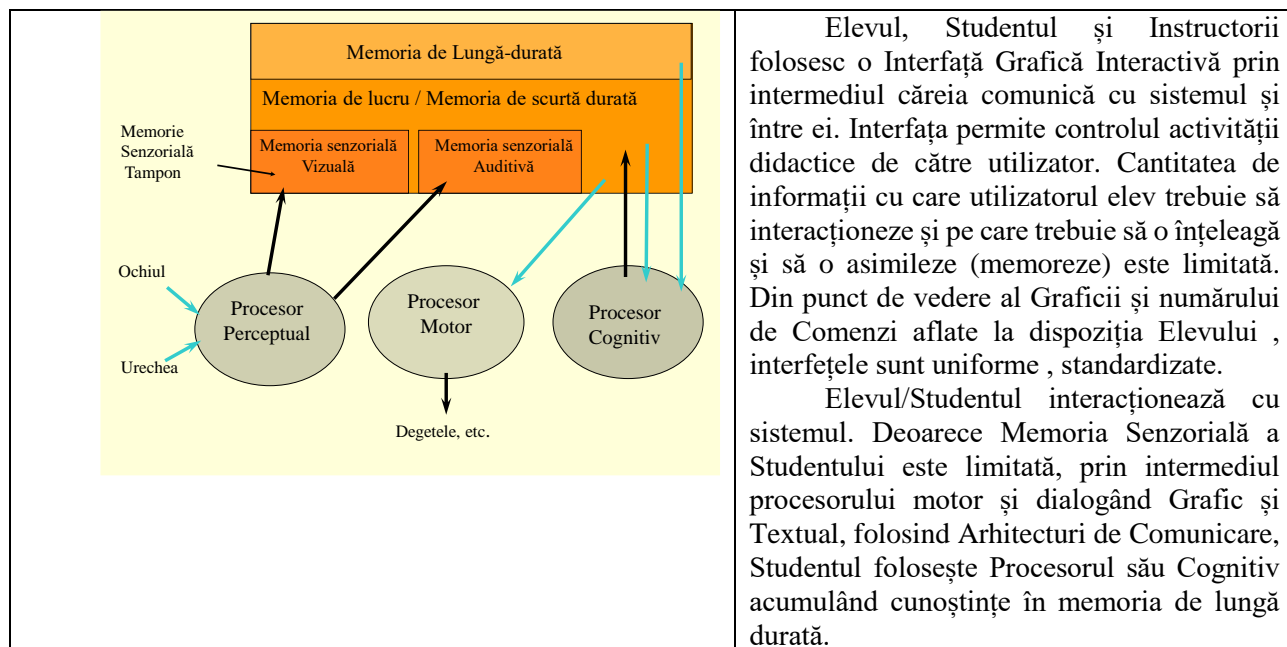 Memoria de Lungă-durată
Memoria de lucru / Memoria de scurtă durată
Memorie
Senzorială
Tampon
Memoria senzorială
Vizuală
Memoria senzorială
Auditivă
Ochiul
Urechea
Procesor
Perceptual
Procesor
Motor
Procesor
Cognitiv
Degetele, etc.
Elevul, Studentul și Instructorii
folosesc o Interfață Grafică Interactivă prin
intermediul căreia comunică cu sistemul și
între ei. Interfața permite controlul activității
didactice de către utilizator. Cantitatea de
informații cu care utilizatorul elev trebuie să
interacționeze și pe care trebuie să o înțeleagă
și să o asimileze (memoreze) este limitată.
Din punct de vedere al Graficii și numărului
de Comenzi aflate la dispoziția Elevului ,
interfețele sunt uniforme , standardizate.
Elevul/Studentul interacționează cu
sistemul. Deoarece Memoria Senzorială a
Studentului este limitată, prin intermediul
procesorului motor și dialogând Grafic și
Textual, folosind Arhitecturi de Comunicare,
Studentul folosește Procesorul său Cognitiv
acumulând cunoștințe în memoria de lungă
durată.